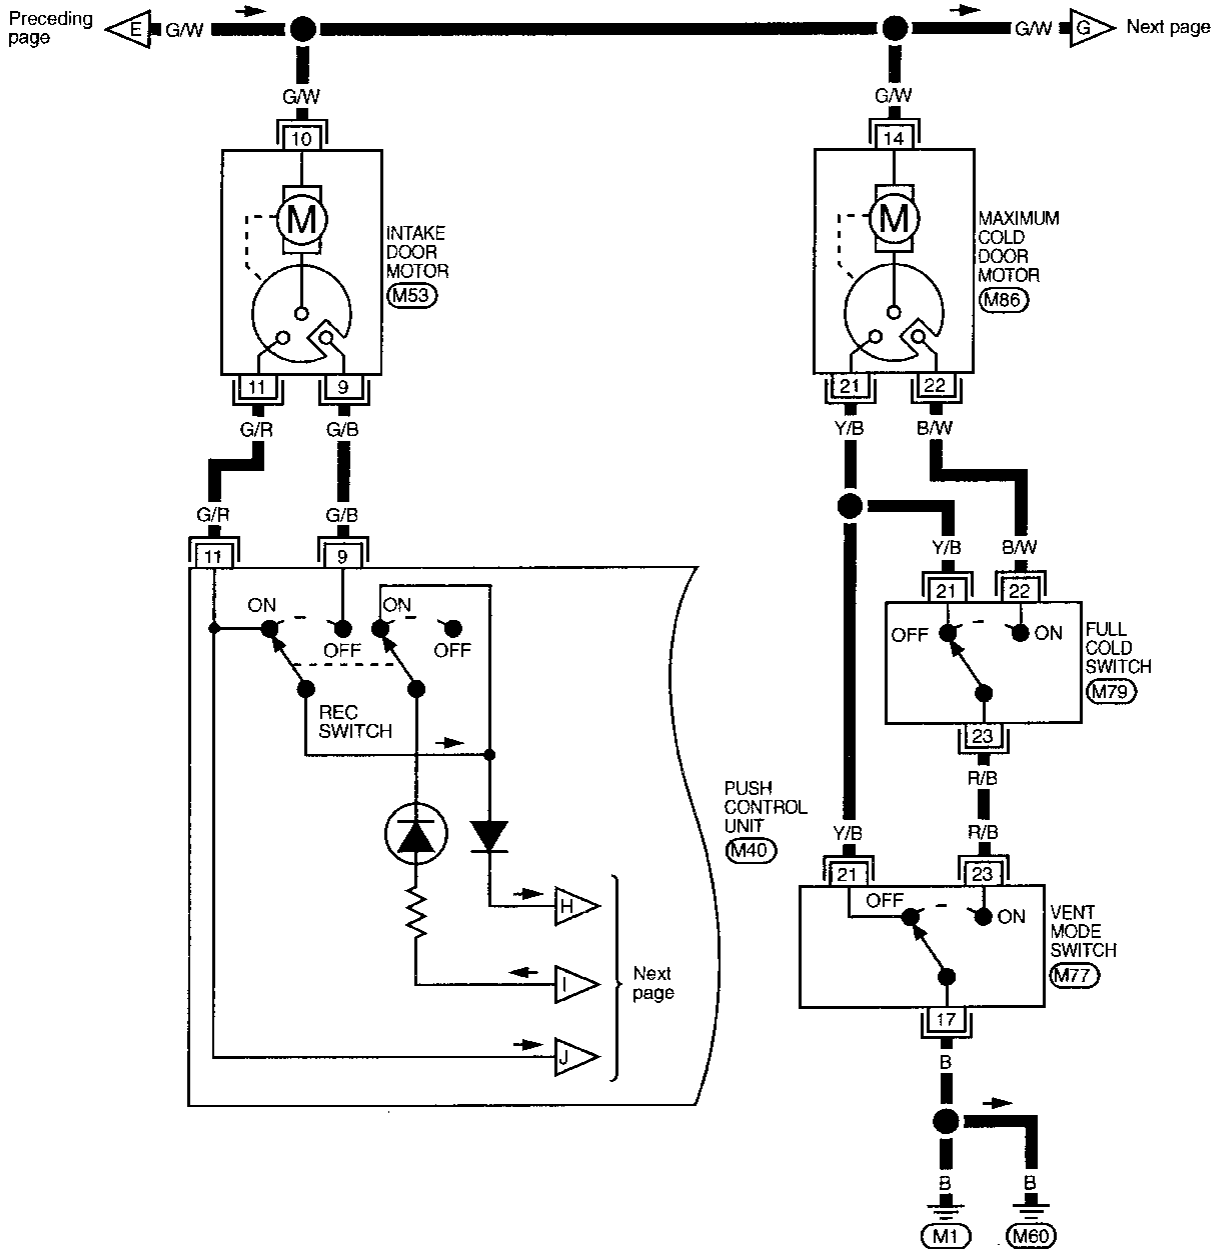 Preceding
page
E
G/W
G/W
G
Next page
G/W
G/W
10
14
M
M
INTAKE
DOOR
MOTOR
M53
MAXIMUM
COLD
DOOR
MOTOR
M86
11
9
21
22
G/R
G/B
Y/B
B/W
G/R
G/B
Y/B
B/W
11
9
21
22
ON
OFF
ON
OFF
REC
SWITCH
OFF
ON
FULL
COLD
SWITCH
M79
23
R/B
PUSH
CONTROL
UNIT
M40
Y/B
R/B
21
23
OFF
ON
VENT
MODE
SWITCH
M77
H
I
J
Next
page
17
B
B
B
M1
M60